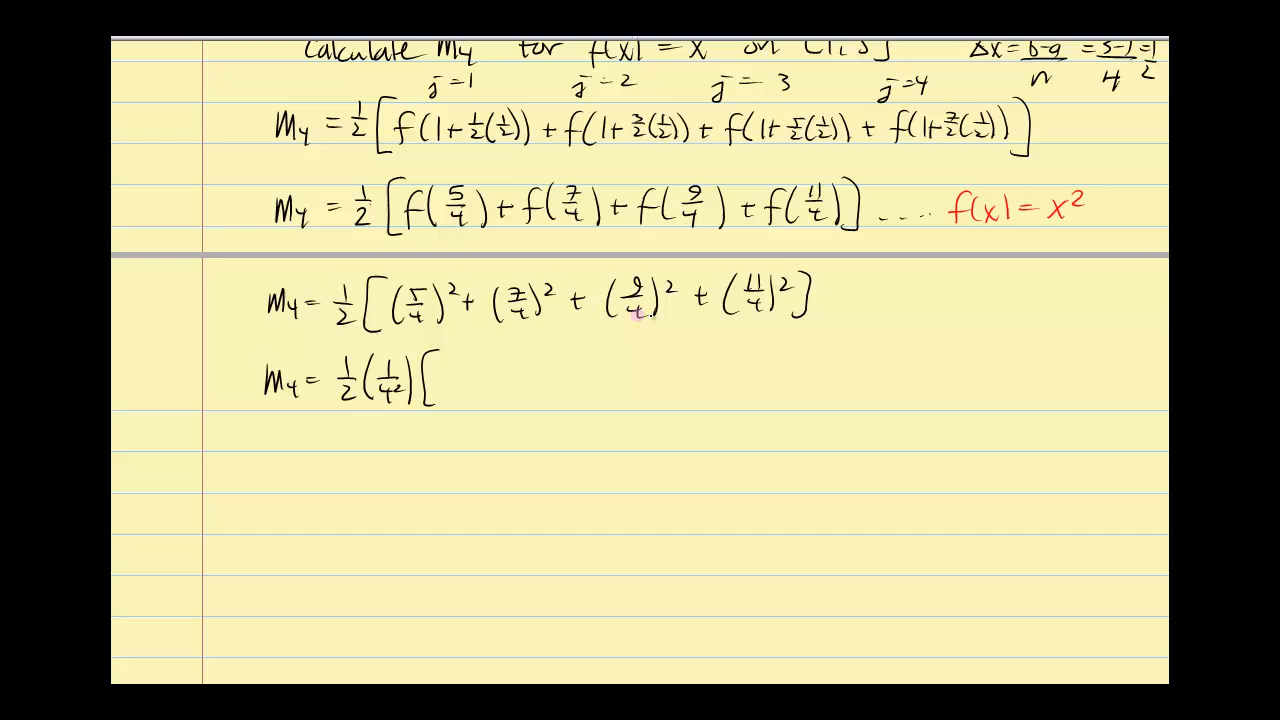 Calculate M4 for f(x) = x on [1, 3] Δx = b-a/n = 3-1/4 = 1/2
j=1 j=2 j=3 j=4
M4 = 1/2 [f(1+1/2(1/2)) + f(1+3/2(1/2)) + f(1+5/2(1/2)) + f(1+7/2(1/2))]
M4 = 1/2 [f(5/4) + f(7/4) + f(9/4) + f(11/4)] .... f(x) = x²
M4 = 1/2 [(5/4)² + (7/4)² + (9/4)² + (11/4)²]
M4 = 1/2 (1/4²) [